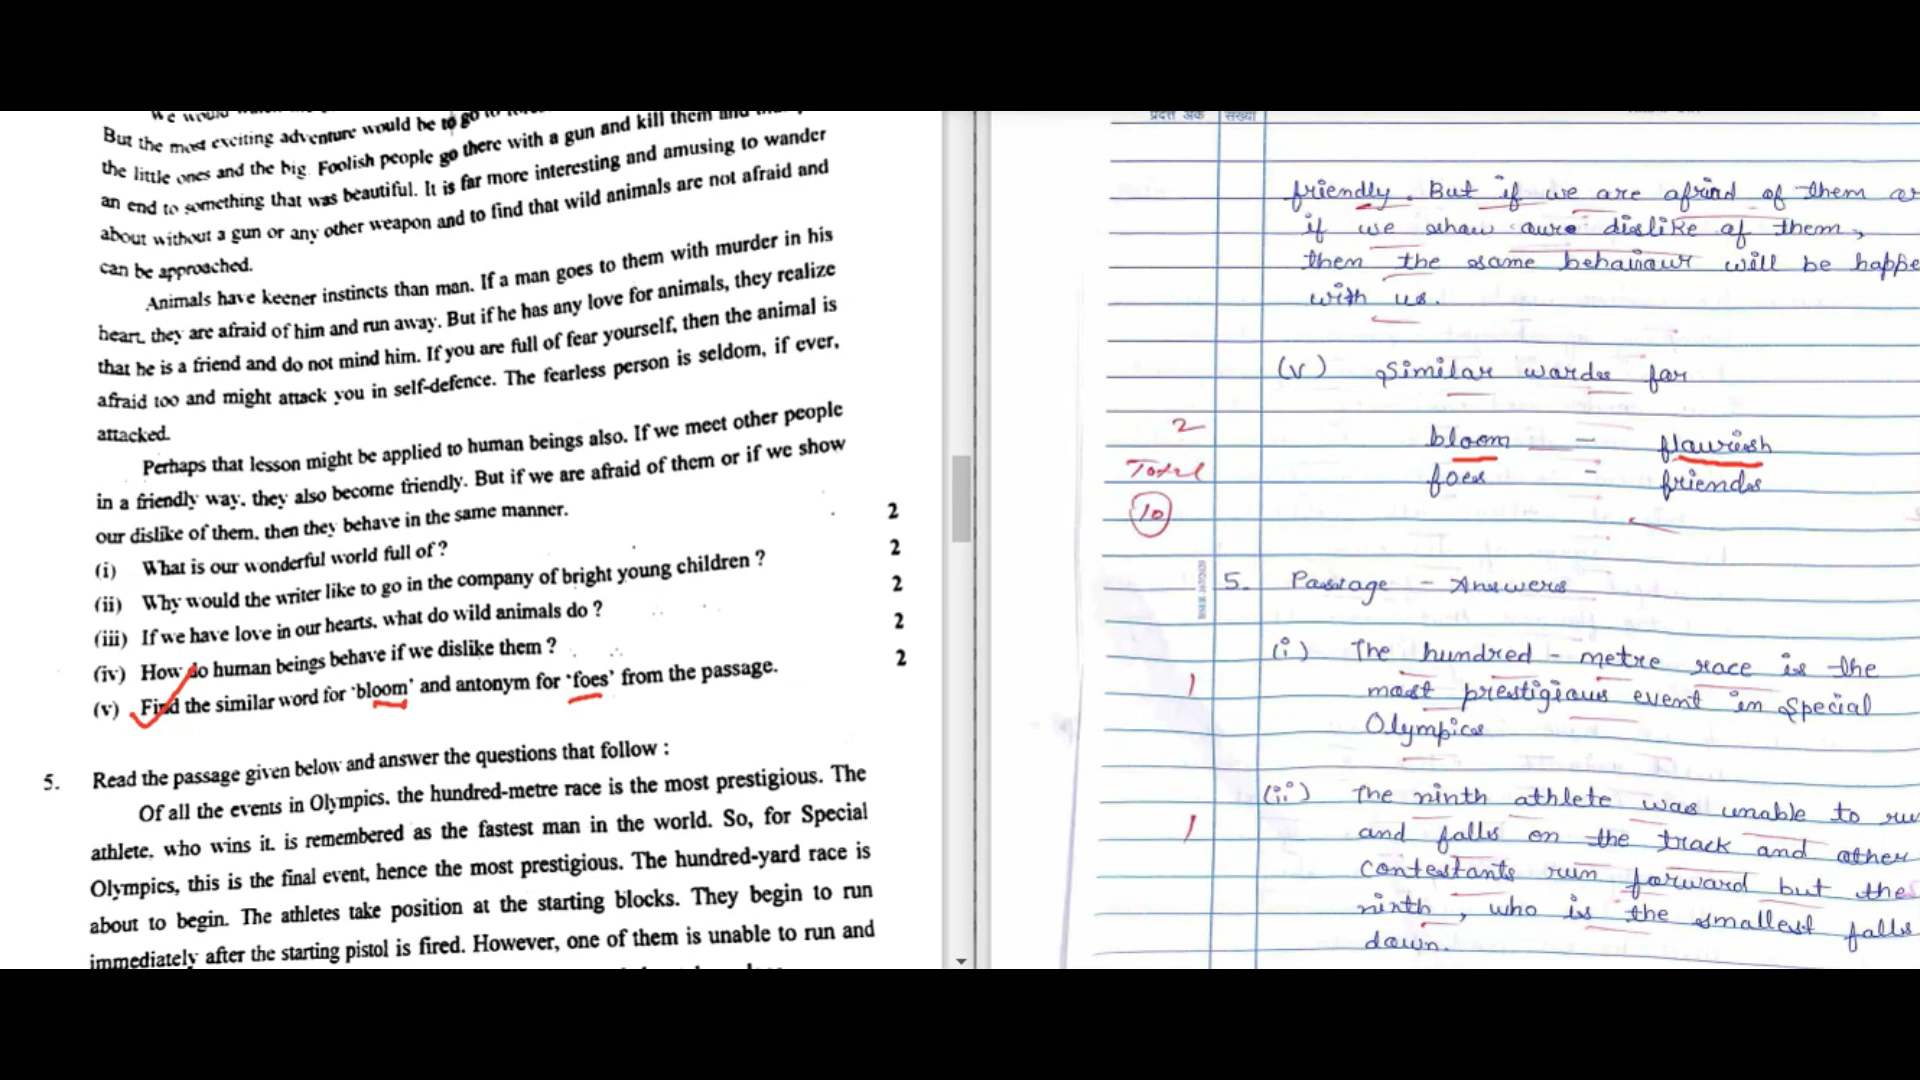 But the most exciting adventure would be to go to
the little ones and the big. Foolish people go there with a gun and kill them and
an end to something that was beautiful. It is far more interesting and amusing to wander
about without a gun or any other weapon and to find that wild animals are not afraid and
can be approached.
Animals have keener instincts than man. If a man goes to them with murder in his
heart, they are afraid of him and run away. But if he has any love for animals, they realize
that he is a friend and do not mind him. If you are full of fear yourself, then the animal is
afraid too and might attack you in self-defence. The fearless person is seldom, if ever,
attacked.
Perhaps that lesson might be applied to human beings also. If we meet other people
in a friendly way, they also become friendly. But if we are afraid of them or if we show
our dislike of them, then they behave in the same manner.
(i) What is our wonderful world full of ? 2
(ii) Why would the writer like to go in the company of bright young children ? 2
(iii) If we have love in our hearts, what do wild animals do ? 2
(iv) How do human beings behave if we dislike them ? 2
(v) Find the similar word for 'bloom' and antonym for 'foes' from the passage. 2
5. Read the passage given below and answer the questions that follow :
Of all the events in Olympics, the hundred-metre race is the most prestigious. The
athlete, who wins it, is remembered as the fastest man in the world. So, for Special
Olympics, this is the final event, hence the most prestigious. The hundred-yard race is
about to begin. The athletes take position at the starting blocks. They begin to run
immediately after the starting pistol is fired. However, one of them is unable to run and
प्रदत्त अंक संख्या
friendly. But if we are afraid of them or
if we show our dislike of them,
then the same behaviour will be happe
with us.
(v) Similar words for
2 bloom - flourish
Total foes - friends
10
5. Passage - Answers
(i) The hundred - metre race is the
1 most prestigious event in Special
Olympics
(ii) The ninth athlete was unable to run
1 and falls on the track and other
contestants run forward but the
ninth, who is the smallest falls
down.